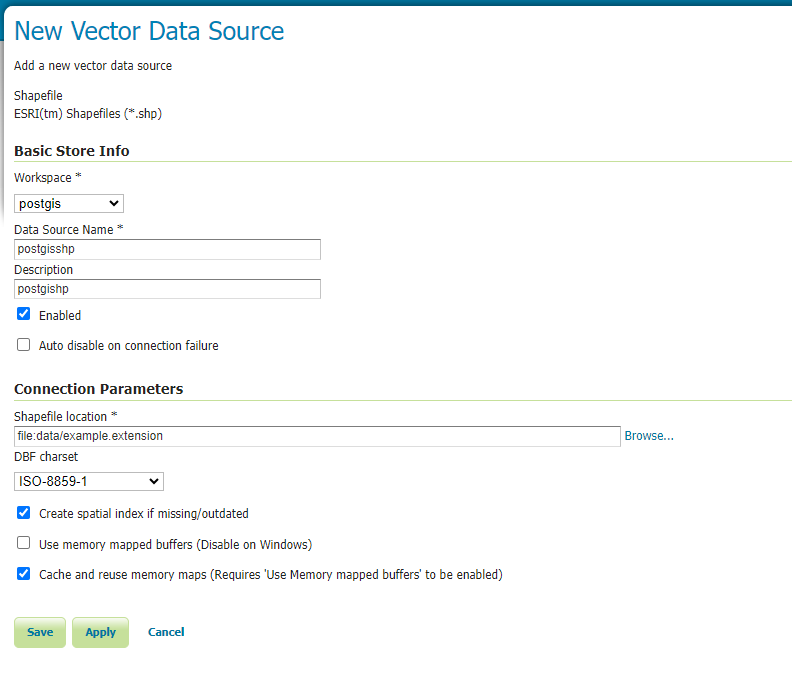 New Vector Data Source
Add a new vector data source
Shapefile
ESRI(tm) Shapefiles (*.shp)
Basic Store Info
Workspace *
postgis
Data Source Name *
postgisshp
Description
postgishp
Enabled
Auto disable on connection failure
Connection Parameters
Shapefile location *
file:data/example.extension Browse...
DBF charset
ISO-8859-1
Create spatial index if missing/outdated
Use memory mapped buffers (Disable on Windows)
Cache and reuse memory maps (Requires 'Use Memory mapped buffers' to be enabled)
Save Apply Cancel